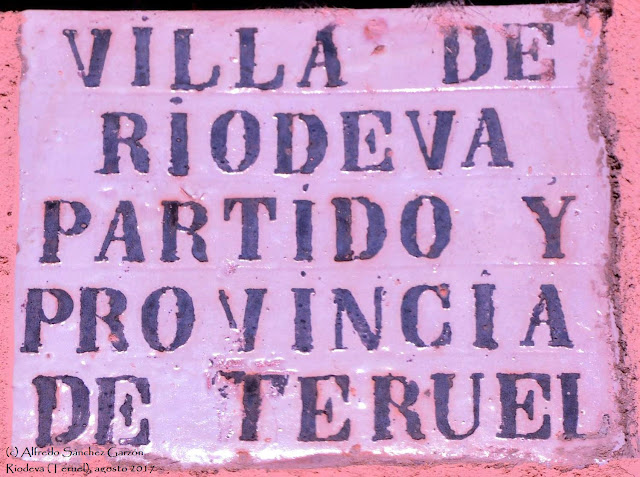 VILLA DE
RIODEVA
PARTIDO Y
PROVINCIA
DE TERUEL
(c) Alfredo Sánchez Garzón
Riodeva (Teruel), agosto 2017